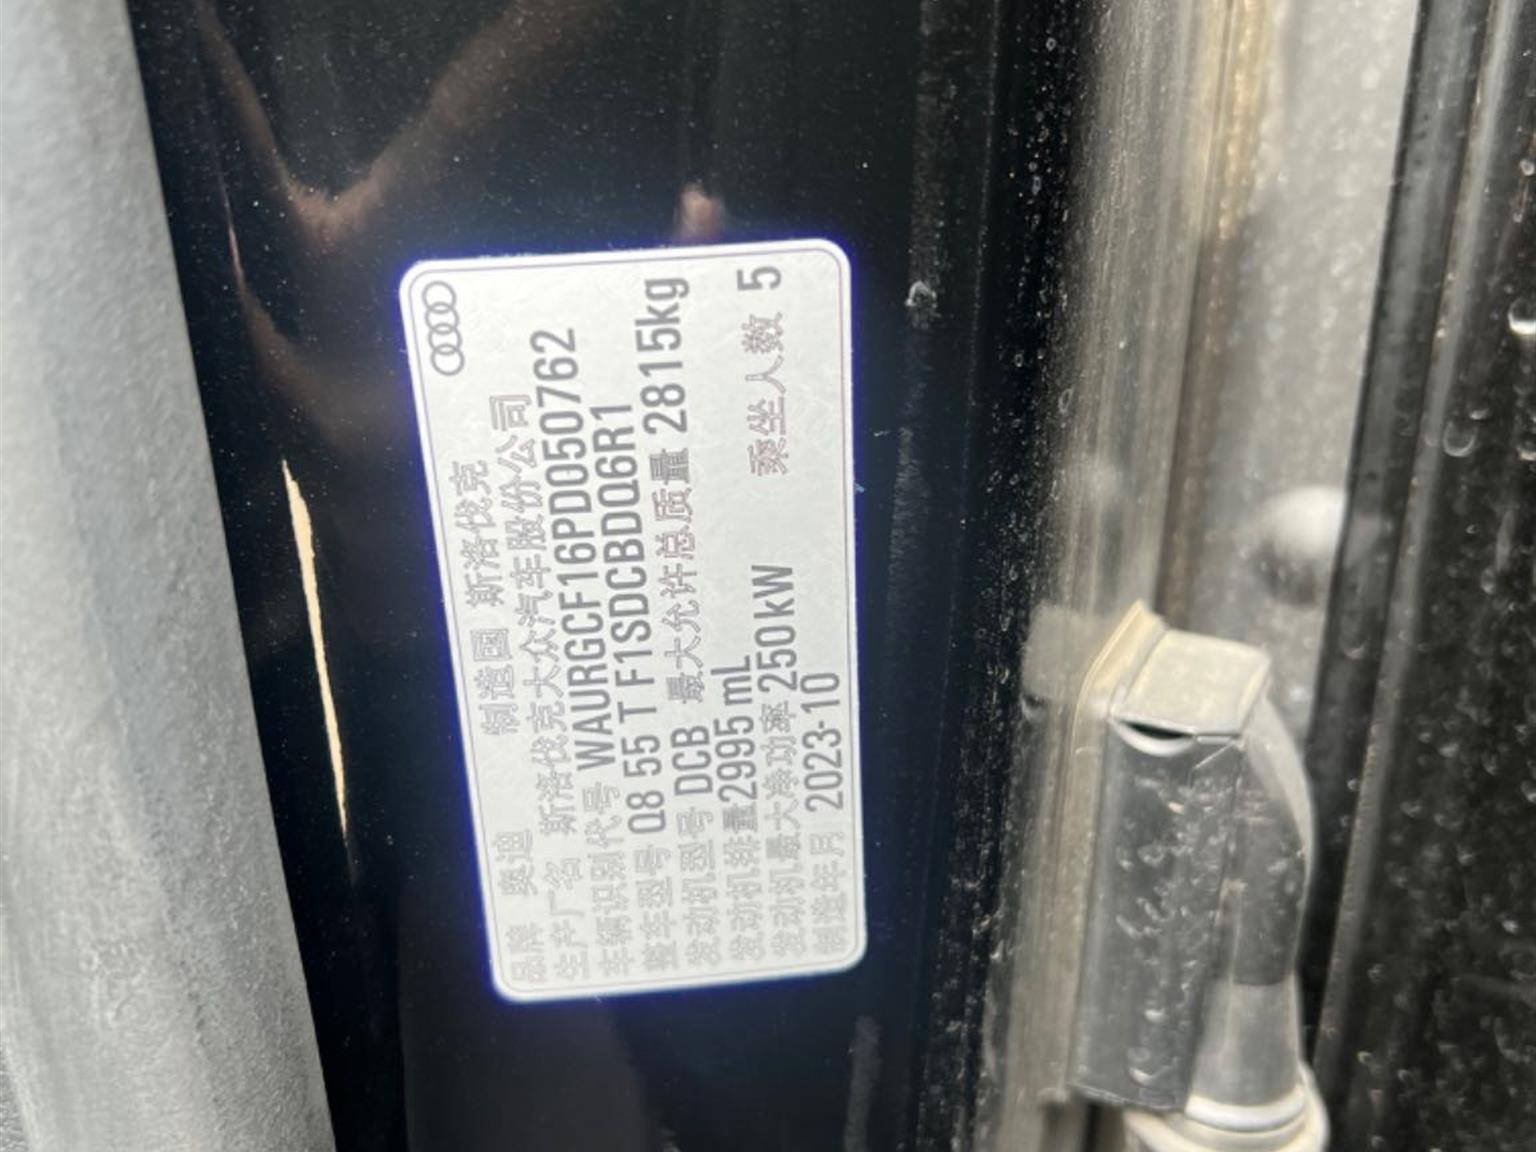 品牌 奥迪 制造国 斯洛伐克
生产厂名 斯洛伐克大众汽车股份公司
车辆识别代号 WAURGCF16PD050762
整车型号 Q8 55 T F1SDCBDQ6R1
发动机型号 DCB 最大允许总质量 2815kg
发动机排量 2995 mL
发动机最大净功率 250kW 乘坐人数 5
制造年月 2023-10